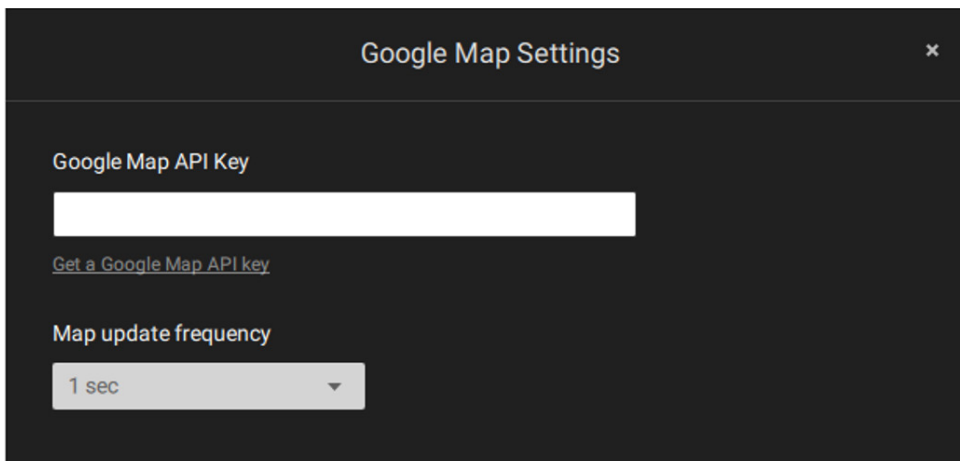 Google Map Settings
Google Map API Key
Get a Google Map API key
Map update frequency
1 sec